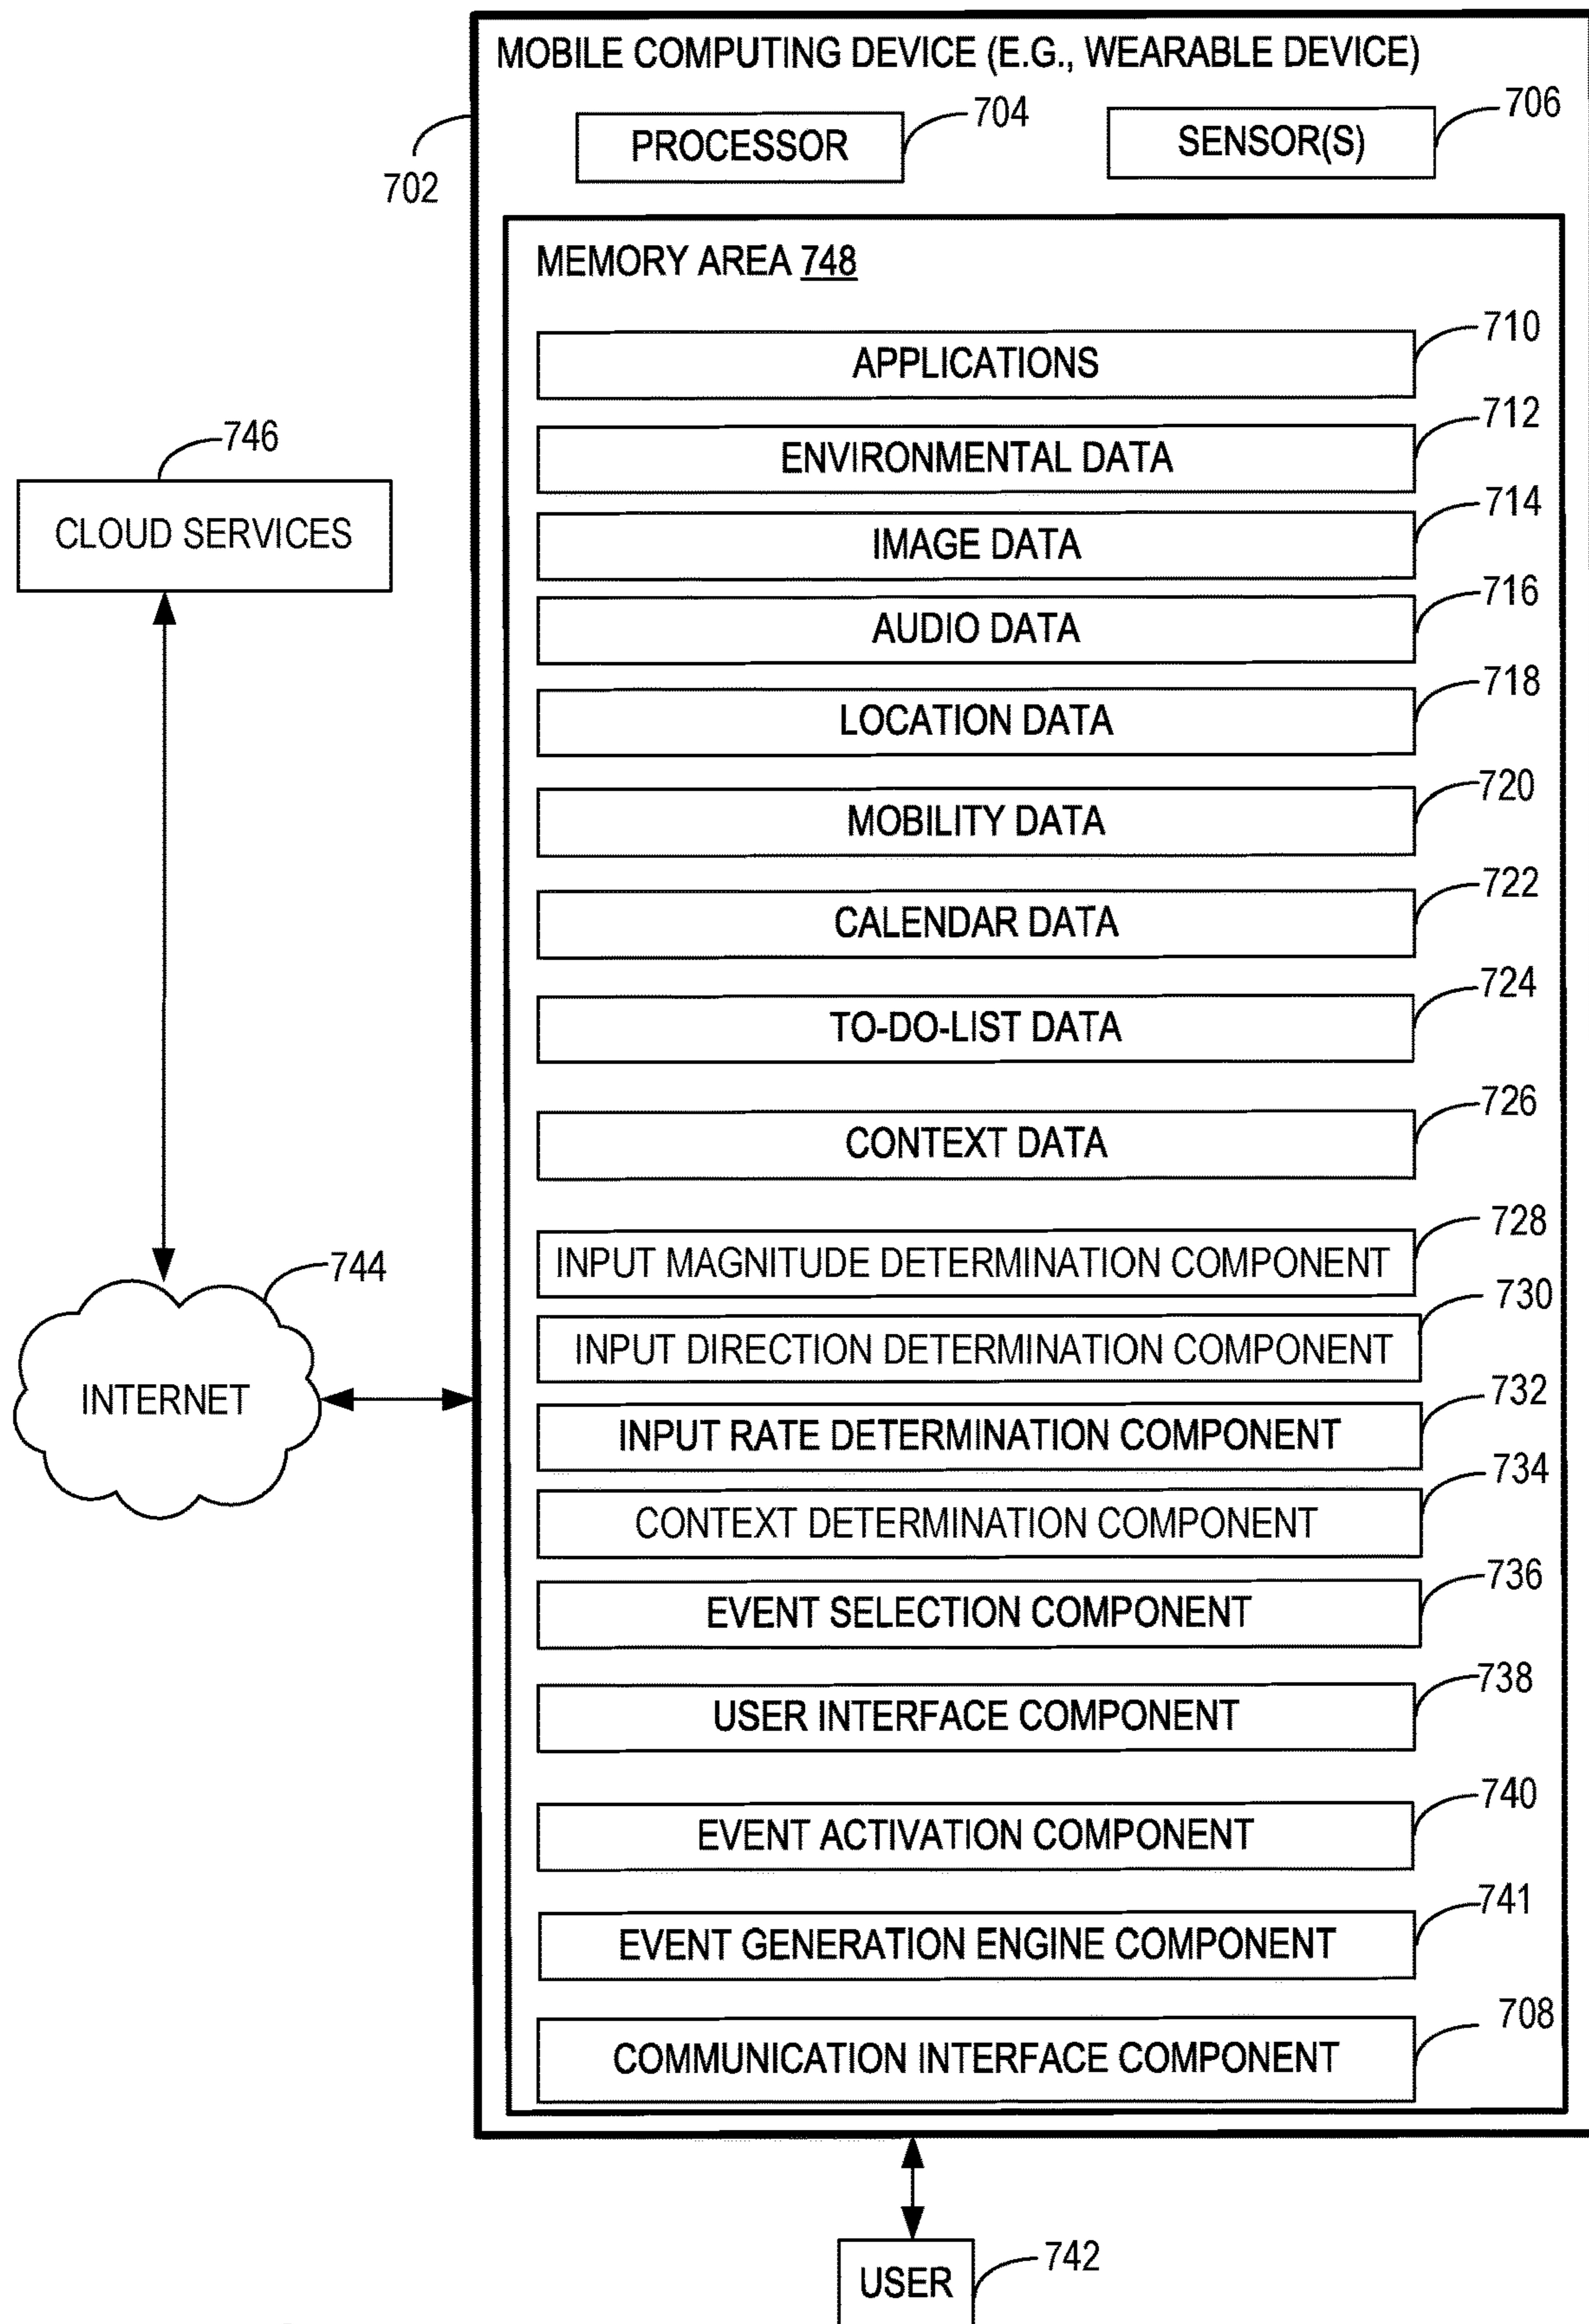 MOBILE COMPUTING DEVICE (E.G., WEARABLE DEVICE)
702
PROCESSOR
704
SENSOR(S)
706
MEMORY AREA 748
APPLICATIONS
710
ENVIRONMENTAL DATA
712
IMAGE DATA
714
AUDIO DATA
716
LOCATION DATA
718
MOBILITY DATA
720
CALENDAR DATA
722
TO-DO-LIST DATA
724
CONTEXT DATA
726
INPUT MAGNITUDE DETERMINATION COMPONENT
728
INPUT DIRECTION DETERMINATION COMPONENT
730
INPUT RATE DETERMINATION COMPONENT
732
CONTEXT DETERMINATION COMPONENT
734
EVENT SELECTION COMPONENT
736
USER INTERFACE COMPONENT
738
EVENT ACTIVATION COMPONENT
740
EVENT GENERATION ENGINE COMPONENT
741
COMMUNICATION INTERFACE COMPONENT
708
CLOUD SERVICES
746
INTERNET
744
USER
742